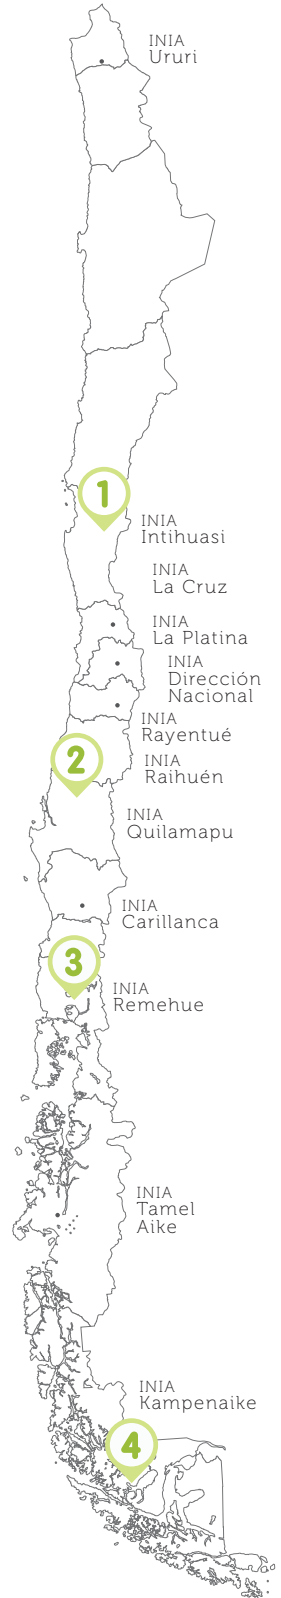 INIA
Ururi
1
INIA
Intihuasi
INIA
La Cruz
INIA
La Platina
INIA
Dirección
Nacional
INIA
Rayentué
2
INIA
Raihuén
INIA
Quilamapu
INIA
Carillanca
3
INIA
Remehue
INIA
Tamel
Aike
INIA
Kampenaike
4